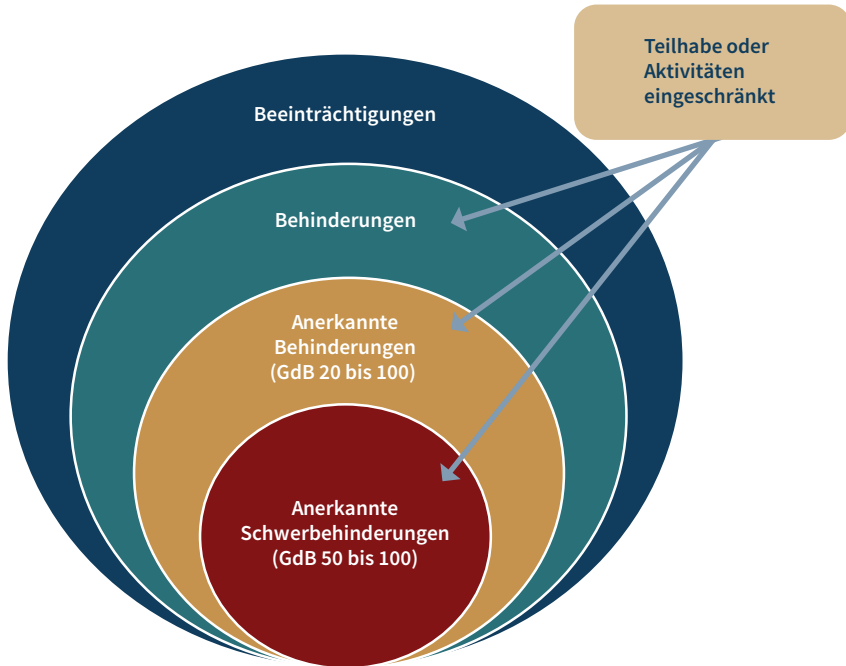 Teilhabe oder
Aktivitäten
eingeschränkt
Beeinträchtigungen
Behinderungen
Anerkannte
Behinderungen
(GdB 20 bis 100)
Anerkannte
Schwerbehinderungen
(GdB 50 bis 100)